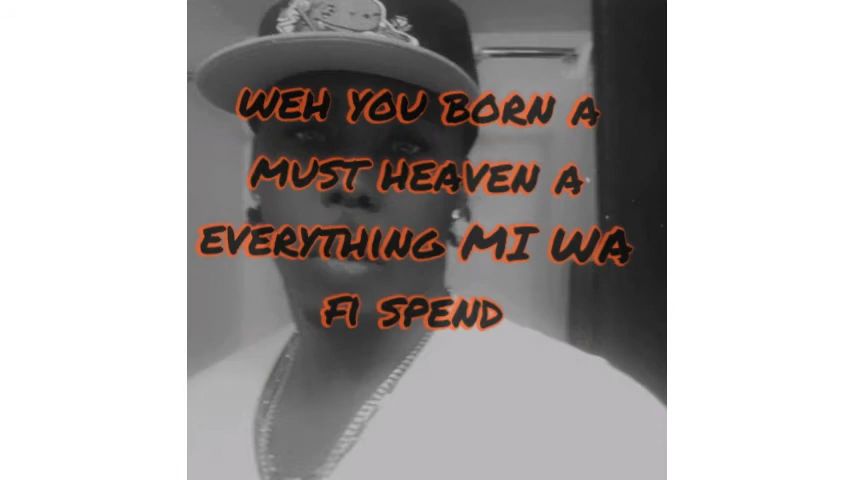 WEH YOU BORN A
MUST HEAVEN A
EVERYTHING MI WA
FI SPEND